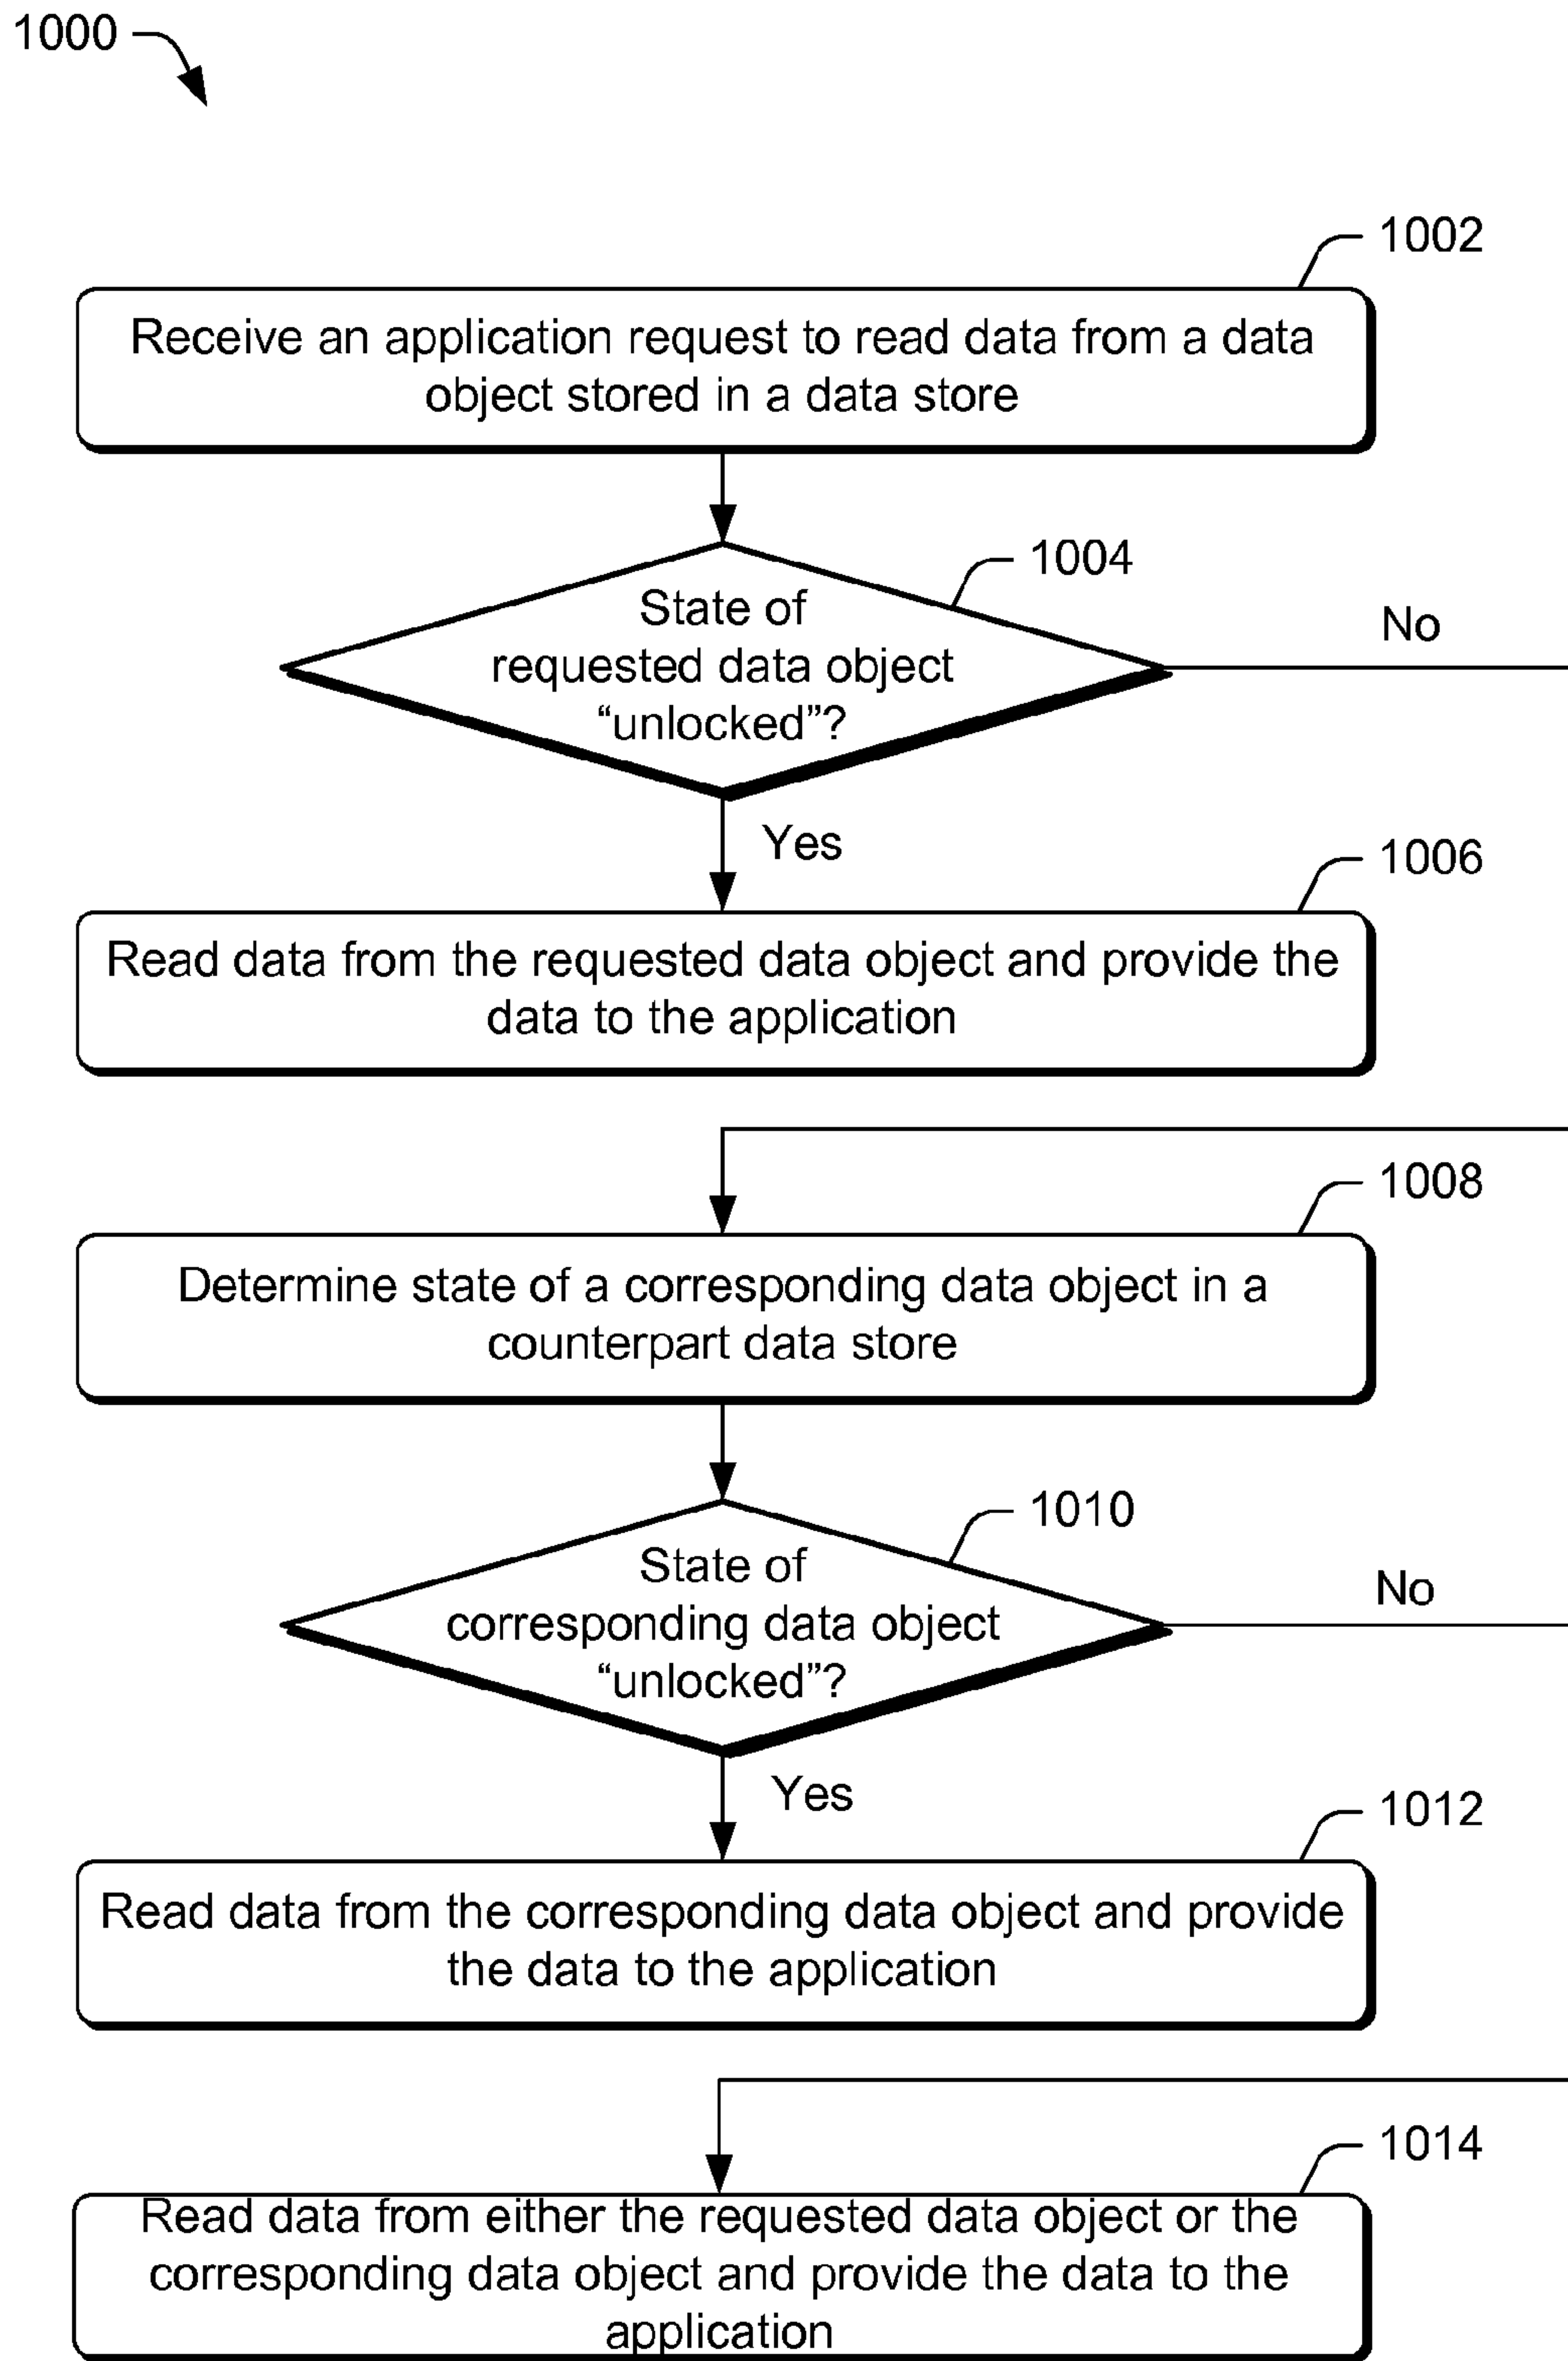 1000
1002
Receive an application request to read data from a data
object stored in a data store
1004
State of
requested data object
“unlocked”?
No
Yes
1006
Read data from the requested data object and provide the
data to the application
1008
Determine state of a corresponding data object in a
counterpart data store
1010
State of
corresponding data object
“unlocked”?
No
Yes
1012
Read data from the corresponding data object and provide
the data to the application
1014
Read data from either the requested data object or the
corresponding data object and provide the data to the
application